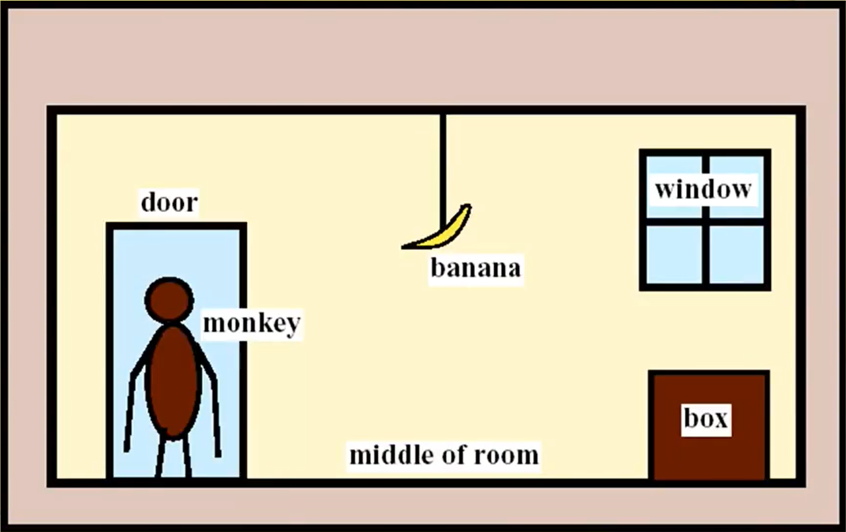 door
window
banana
monkey
box
middle of room